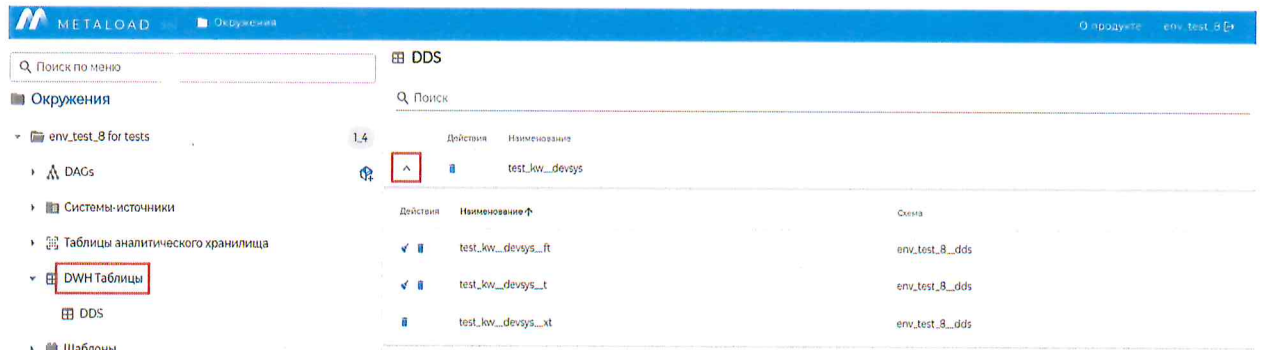 METALOAD
Окружения
О продукте env_test_8
Поиск по меню
Окружения
env_test_8 for tests 1_4
DAGs
Системы-источники
Таблицы аналитического хранилища
DWH Таблицы
DDS
Шаблоны
DDS
Поиск
Действия Наименование
test_kw__devsys
Действия Наименование Схема
test_kw__devsys__ft env_test_8__dds
test_kw__devsys__t env_test_8__dds
test_kw__devsys__xt env_test_8__dds